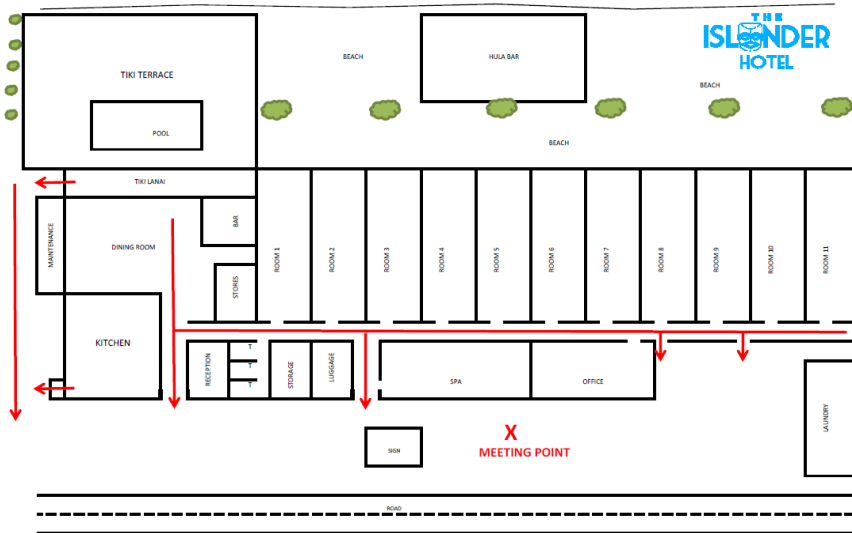 THE
ISLANDER
HOTEL
BEACH
HULA BAR
TIKI TERRACE
BEACH
POOL
BEACH
TIKI LANAI
MAINTENANCE
DINING ROOM
BAR
STORES
ROOM 1
ROOM 2
ROOM 3
ROOM 4
ROOM 5
ROOM 6
ROOM 7
ROOM 8
ROOM 9
ROOM 10
ROOM 11
KITCHEN
RECEPTION
T
T
T
STORAGE
LUGGAGE
SPA
OFFICE
LAUNDRY
SIGN
X
MEETING POINT
ROAD